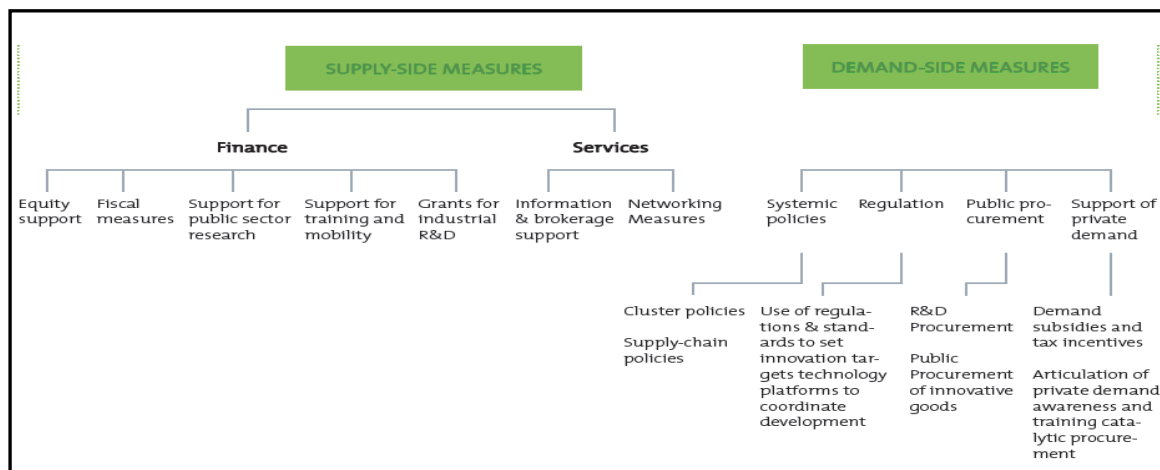 SUPPLY-SIDE MEASURES
DEMAND-SIDE MEASURES
Finance
Services
Equity
support
Fiscal
measures
Support for
public sector
research
Support for
training and
mobility
Grants for
industrial
R&D
Information
& brokerage
support
Networking
Measures
Systemic
policies
Regulation
Public pro-
curement
Support of
private
demand
Cluster policies
Supply-chain
policies
Use of regula-
tions & stand-
ards to set
innovation tar-
gets technology
platforms to
coordinate
development
R&D
Procurement
Public
Procurement
of innovative
goods
Demand
subsidies and
tax incentives
Articulation of
private demand
awareness and
training cata-
lytic procure-
ment